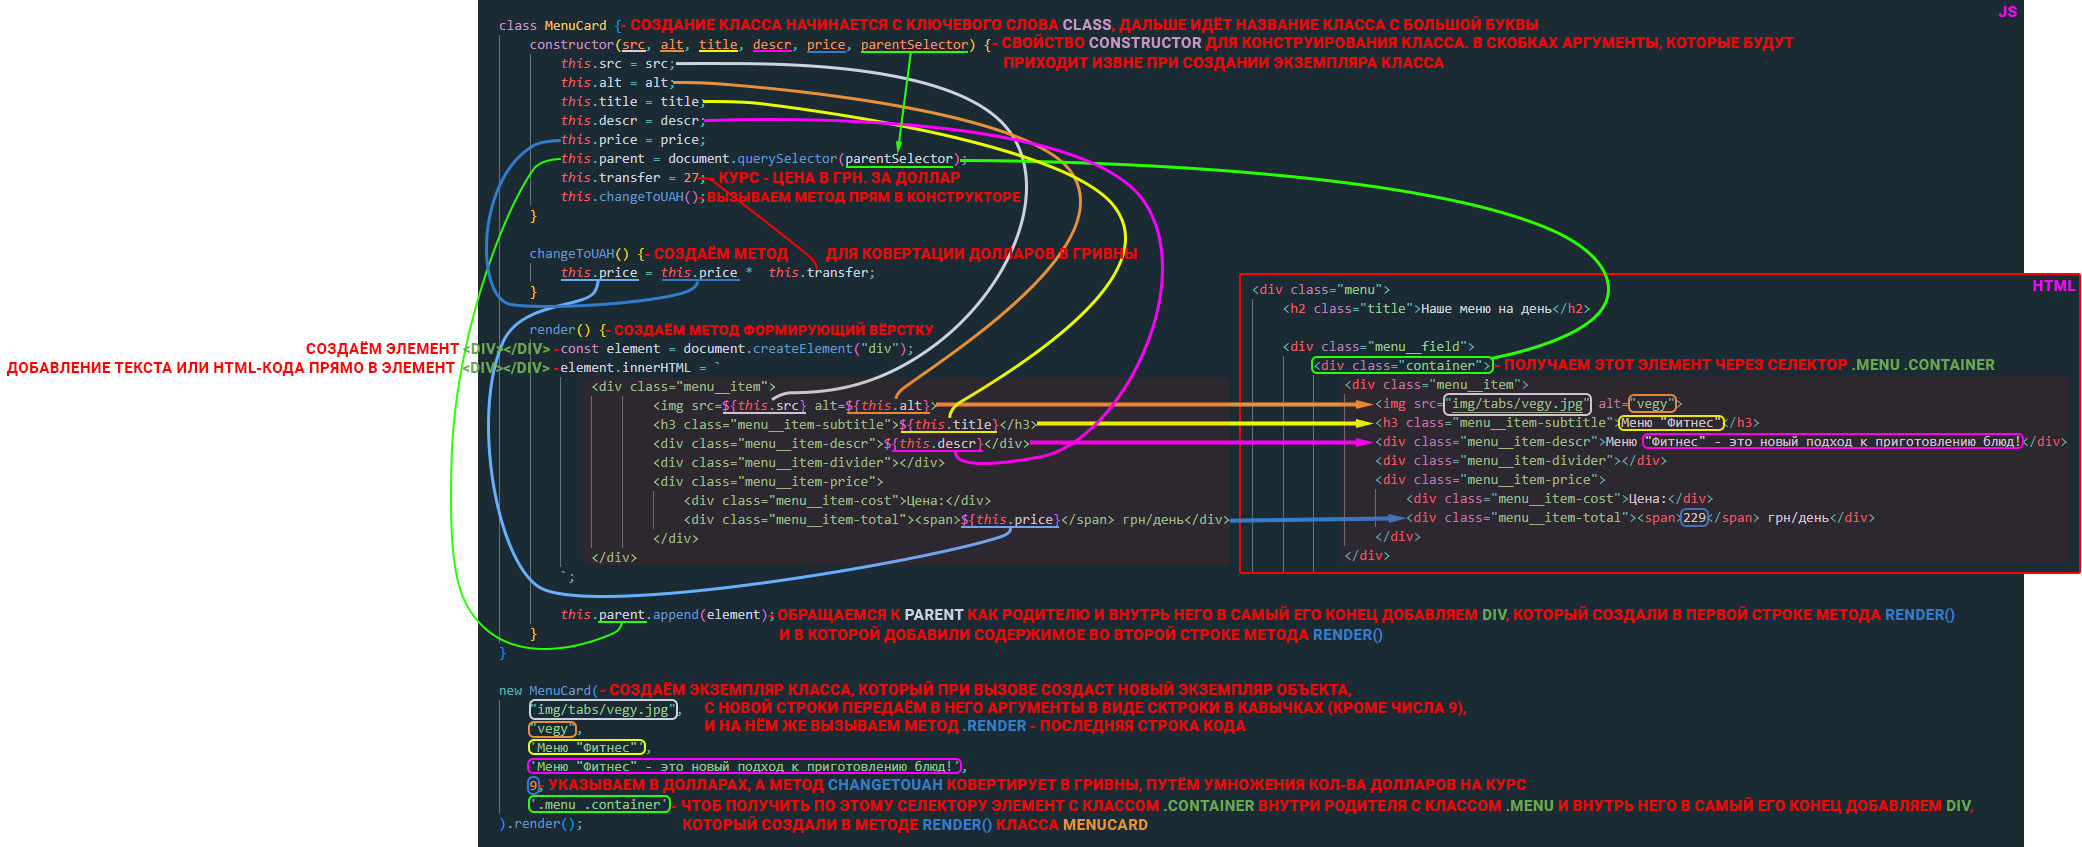 JS
class MenuCard { - СОЗДАНИЕ КЛАССА НАЧИНАЕТСЯ С КЛЮЧЕВОГО СЛОВА CLASS, ДАЛЬШЕ ИДЁТ НАЗВАНИЕ КЛАССА С БОЛЬШОЙ БУКВЫ
constructor(src, alt, title, descr, price, parentSelector) { - СВОЙСТВО CONSTRUCTOR ДЛЯ КОНСТРУИРОВАНИЯ КЛАССА. В СКОБКАХ АРГУМЕНТЫ, КОТОРЫЕ БУДУТ
this.src = src; ПРИХОДИТ ИЗВНЕ ПРИ СОЗДАНИИ ЭКЗЕМПЛЯРА КЛАССА
this.alt = alt;
this.title = title;
this.descr = descr;
this.price = price;
this.parent = document.querySelector(parentSelector);
this.transfer = 27; - КУРС - ЦЕНА В ГРН. ЗА ДОЛЛАР
this.changeToUAH(); - ВЫЗЫВАЕМ МЕТОД ПРЯМ В КОНСТРУКТОРЕ
}
changeToUAH() { - СОЗДАЁМ МЕТОД ДЛЯ КОВЕРТАЦИИ ДОЛЛАРОВ В ГРИВНЫ
this.price = this.price * this.transfer;
}
render() { - СОЗДАЁМ МЕТОД ФОРМИРУЮЩИЙ ВЁРСТКУ
СОЗДАЁМ ЭЛЕМЕНТ <DIV></DIV> - const element = document.createElement("div");
ДОБАВЛЕНИЕ ТЕКСТА ИЛИ HTML-КОДА ПРЯМО В ЭЛЕМЕНТ <DIV></DIV> - element.innerHTML = `
<div class="menu__item">
<img src=${this.src} alt=${this.alt}>
<h3 class="menu__item-subtitle">${this.title}</h3>
<div class="menu__item-descr">${this.descr}</div>
<div class="menu__item-divider"></div>
<div class="menu__item-price">
<div class="menu__item-cost">Цена:</div>
<div class="menu__item-total"><span>${this.price}</span> грн/день</div>
</div>
</div>
`;
this.parent.append(element); - ОБРАЩАЕМСЯ К PARENT КАК РОДИТЕЛЮ И ВНУТРЬ НЕГО В САМЫЙ ЕГО КОНЕЦ ДОБАВЛЯЕМ DIV, КОТОРЫЙ СОЗДАЛИ В ПЕРВОЙ СТРОКЕ МЕТОДА RENDER()
} И В КОТОРОЙ ДОБАВИЛИ СОДЕРЖИМОЕ ВО ВТОРОЙ СТРОКЕ МЕТОДА RENDER()
}
HTML
<div class="menu">
<h2 class="title">Наше меню на день</h2>
<div class="menu__field">
<div class="container"> - ПОЛУЧАЕМ ЭТОТ ЭЛЕМЕНТ ЧЕРЕЗ СЕЛЕКТОР .MENU .CONTAINER
<div class="menu__item">
<img src="img/tabs/vegy.jpg" alt="vegy">
<h3 class="menu__item-subtitle">Меню "Фитнес"</h3>
<div class="menu__item-descr">Меню "Фитнес" - это новый подход к приготовлению блюд!</div>
<div class="menu__item-divider"></div>
<div class="menu__item-price">
<div class="menu__item-cost">Цена:</div>
<div class="menu__item-total"><span>229</span> грн/день</div>
</div>
</div>
new MenuCard( - СОЗДАЁМ ЭКЗЕМПЛЯР КЛАССА, КОТОРЫЙ ПРИ ВЫЗОВЕ СОЗДАСТ НОВЫЙ ЭКЗЕМПЛЯР ОБЪЕКТА,
"img/tabs/vegy.jpg", С НОВОЙ СТРОКИ ПЕРЕДАЁМ В НЕГО АРГУМЕНТЫ В ВИДЕ СКТРОКИ В КАВЫЧКАХ (КРОМЕ ЧИСЛА 9),
"vegy", И НА НЁМ ЖЕ ВЫЗЫВАЕМ МЕТОД .RENDER - ПОСЛЕДНЯЯ СТРОКА КОДА
'Меню "Фитнес"',
'Меню "Фитнес" - это новый подход к приготовлению блюд!',
9, - УКАЗЫВАЕМ В ДОЛЛАРАХ, А МЕТОД CHANGETOUAH КОВЕРТИРУЕТ В ГРИВНЫ, ПУТЁМ УМНОЖЕНИЯ КОЛ-ВА ДОЛЛАРОВ НА КУРС
'.menu .container' - ЧТОБ ПОЛУЧИТЬ ПО ЭТОМУ СЕЛЕКТОРУ ЭЛЕМЕНТ С КЛАССОМ .CONTAINER ВНУТРИ РОДИТЕЛЯ С КЛАССОМ .MENU И ВНУТРЬ НЕГО В САМЫЙ ЕГО КОНЕЦ ДОБАВЛЯЕМ DIV,
).render(); КОТОРЫЙ СОЗДАЛИ В МЕТОДЕ RENDER() КЛАССА MENUCARD